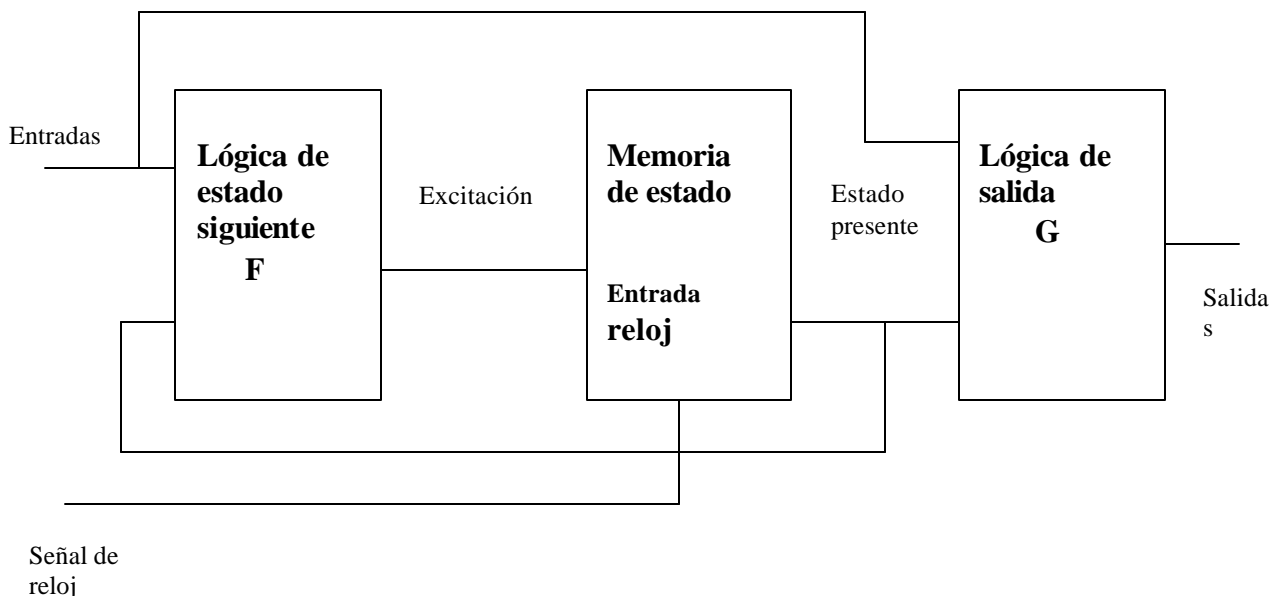 Entradas
Lógica de
estado
siguiente
F
Excitación
Memoria
de estado
Entrada
reloj
Estado
presente
Lógica de
salida
G
Salida
s
Señal de
reloj